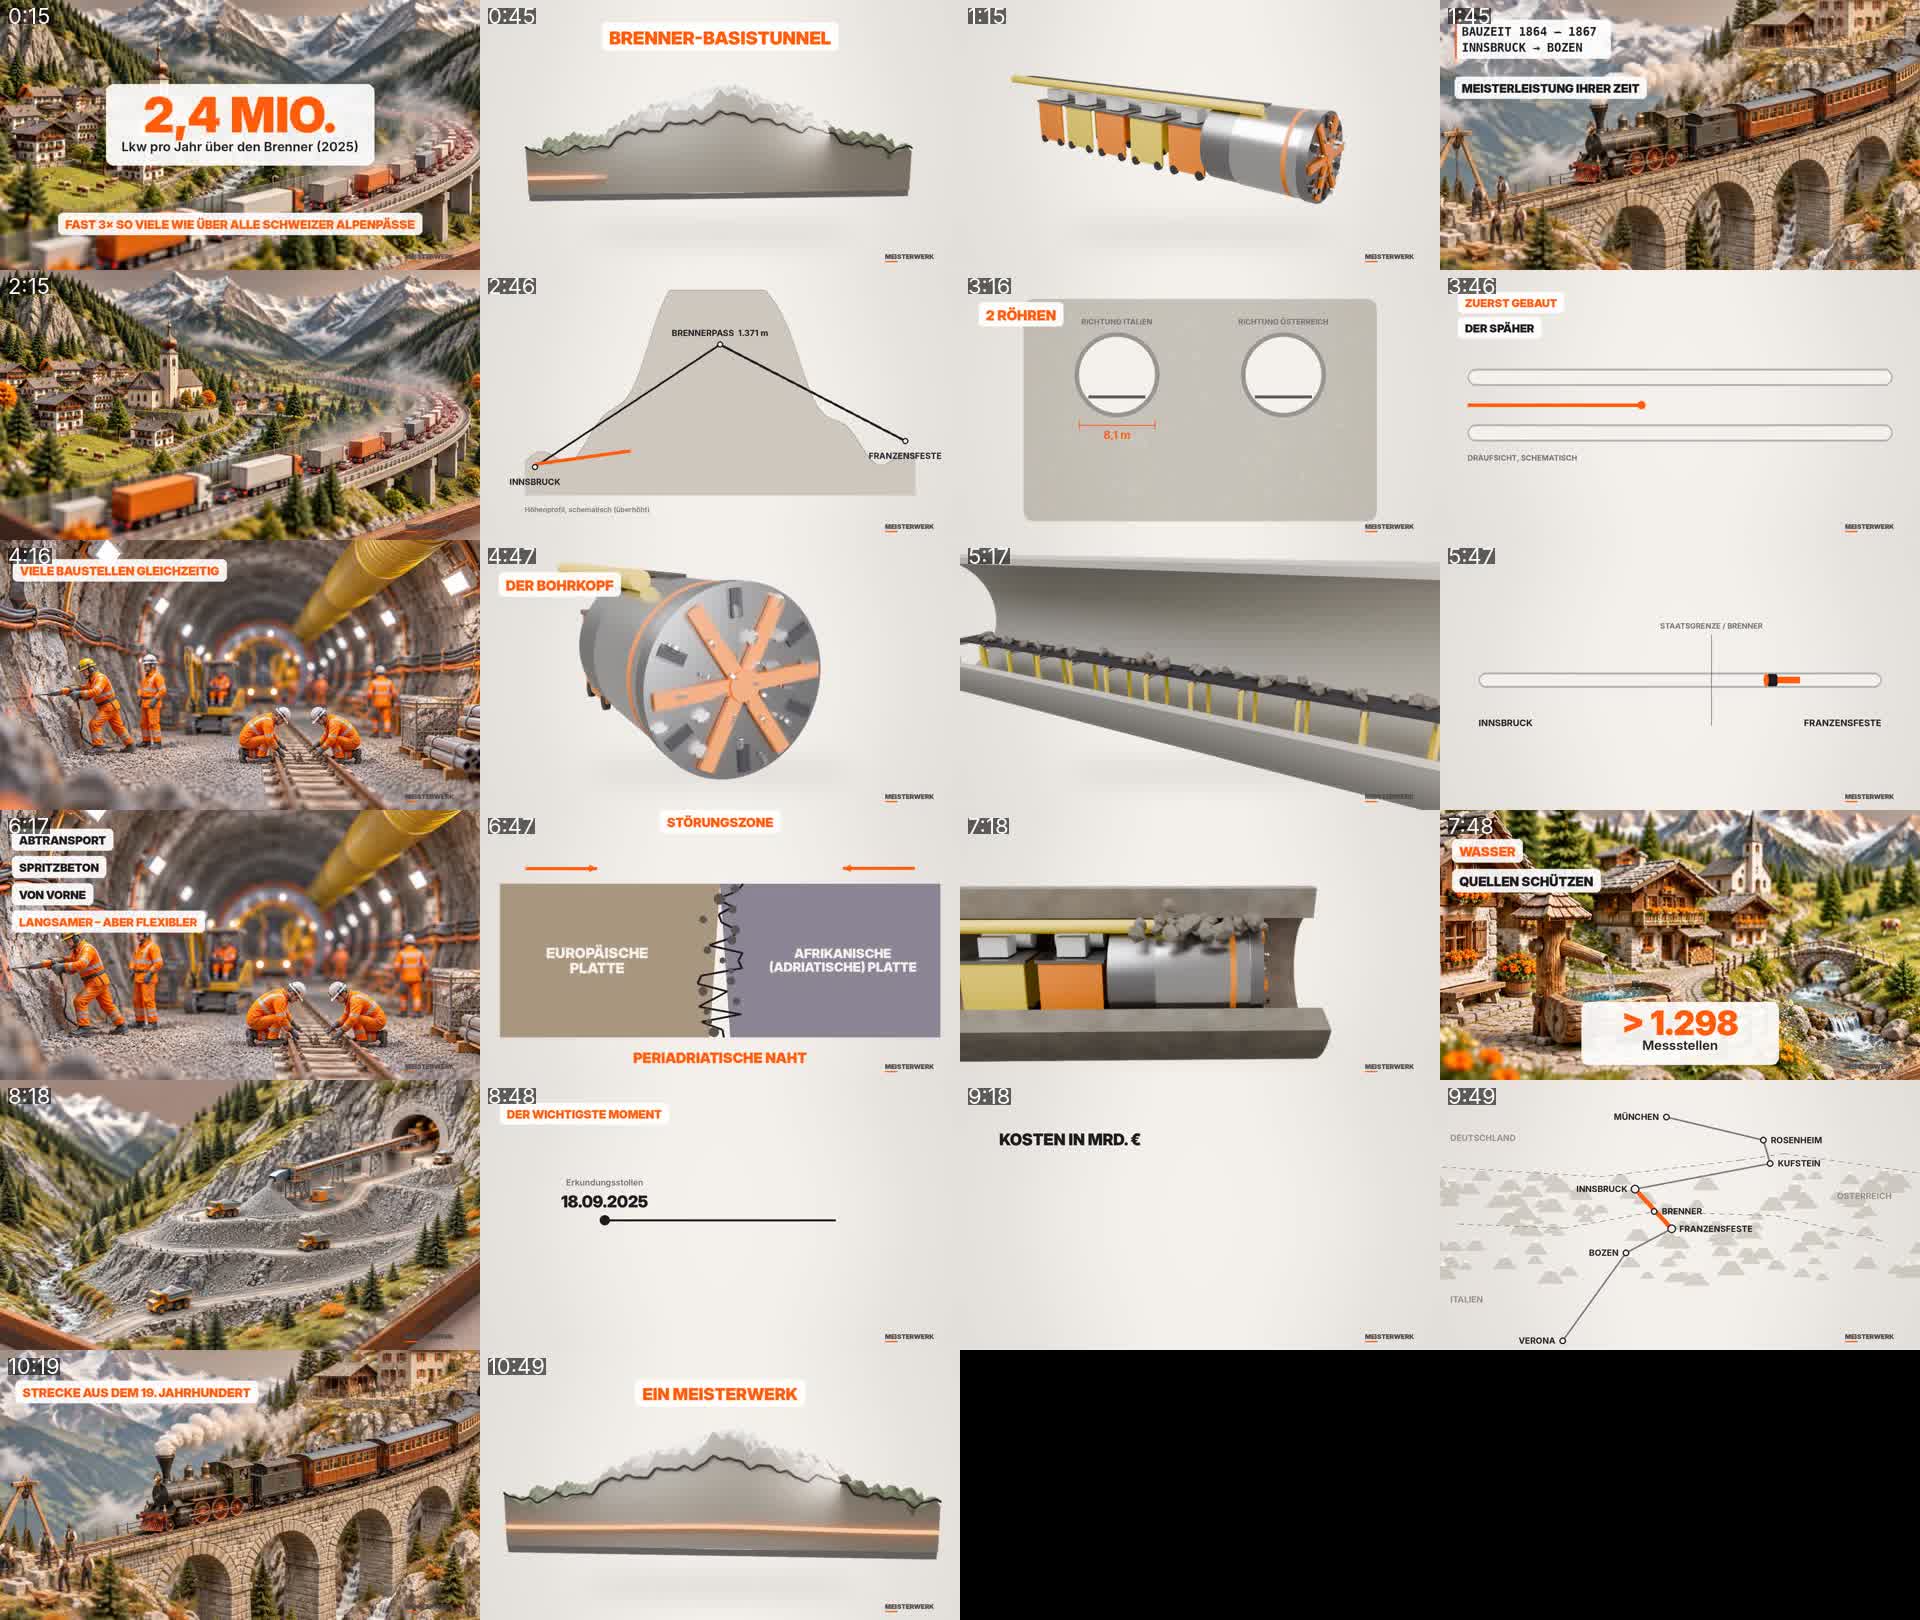 0:15
2,4 MIO.
Lkw pro Jahr über den Brenner (2025)
FAST 3× SO VIELE WIE ÜBER ALLE SCHWEIZER ALPENPÄSSE
MEISTERWERK
0:45
BRENNER-BASISTUNNEL
MEISTERWERK
1:15
MEISTERWERK
1:45
BAUZEIT 1864 – 1867
INNSBRUCK → BOZEN
MEISTERLEISTUNG IHRER ZEIT
MEISTERWERK
2:15
MEISTERWERK
2:46
BRENNERPASS 1.371 m
INNSBRUCK
FRANZENSFESTE
Höhenprofil, schematisch (überhöht)
MEISTERWERK
3:16
2 RÖHREN
RICHTUNG ITALIEN
RICHTUNG ÖSTERREICH
8,1 m
MEISTERWERK
3:46
ZUERST GEBAUT
DER SPÄHER
DRAUFSICHT, SCHEMATISCH
MEISTERWERK
4:16
VIELE BAUSTELLEN GLEICHZEITIG
MEISTERWERK
4:47
DER BOHRKOPF
MEISTERWERK
5:17
MEISTERWERK
5:47
STAATSGRENZE / BRENNER
INNSBRUCK
FRANZENSFESTE
MEISTERWERK
6:17
ABTRANSPORT
SPRITZBETON
VON VORNE
LANGSAMER – ABER FLEXIBLER
MEISTERWERK
6:47
STÖRUNGSZONE
EUROPÄISCHE
PLATTE
AFRIKANISCHE
(ADRIATISCHE) PLATTE
PERIADRIATISCHE NAHT
MEISTERWERK
7:18
MEISTERWERK
7:48
WASSER
QUELLEN SCHÜTZEN
> 1.298
Messstellen
MEISTERWERK
8:18
MEISTERWERK
8:48
DER WICHTIGSTE MOMENT
Erkundungsstollen
18.09.2025
MEISTERWERK
9:18
KOSTEN IN MRD. €
MEISTERWERK
9:49
MÜNCHEN
DEUTSCHLAND
ROSENHEIM
KUFSTEIN
INNSBRUCK
ÖSTERREICH
BRENNER
FRANZENSFESTE
BOZEN
ITALIEN
VERONA
MEISTERWERK
10:19
STRECKE AUS DEM 19. JAHRHUNDERT
MEISTERWERK
10:49
EIN MEISTERWERK
MEISTERWERK